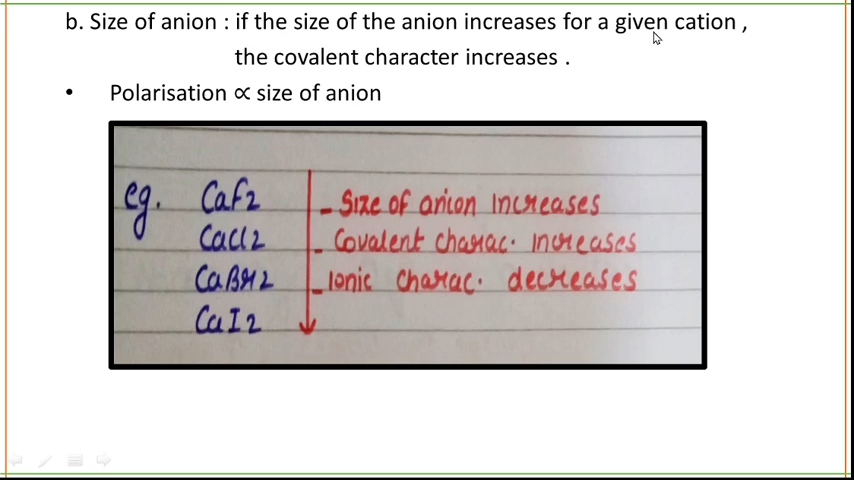 b. Size of anion : if the size of the anion increases for a given cation ,
the covalent character increases .
• Polarisation ∝ size of anion
eg. CaF2 - Size of anion increases
CaCl2 - Covalent charac. increases
CaBr2 - Ionic charac. decreases
CaI2